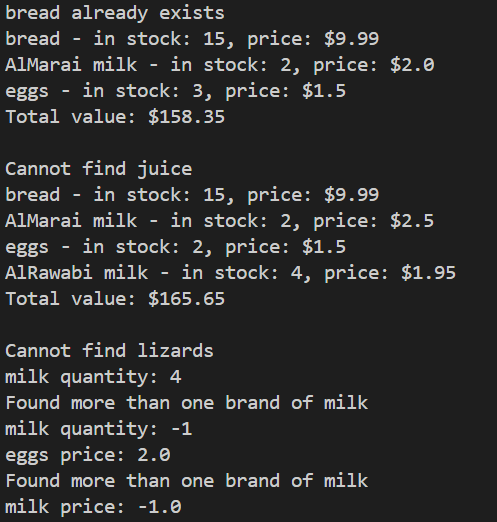 bread already exists
bread - in stock: 15, price: $9.99
AlMarai milk - in stock: 2, price: $2.0
eggs - in stock: 3, price: $1.5
Total value: $158.35

Cannot find juice
bread - in stock: 15, price: $9.99
AlMarai milk - in stock: 2, price: $2.5
eggs - in stock: 2, price: $1.5
AlRawabi milk - in stock: 4, price: $1.95
Total value: $165.65

Cannot find lizards
milk quantity: 4
Found more than one brand of milk
milk quantity: -1
eggs price: 2.0
Found more than one brand of milk
milk price: -1.0